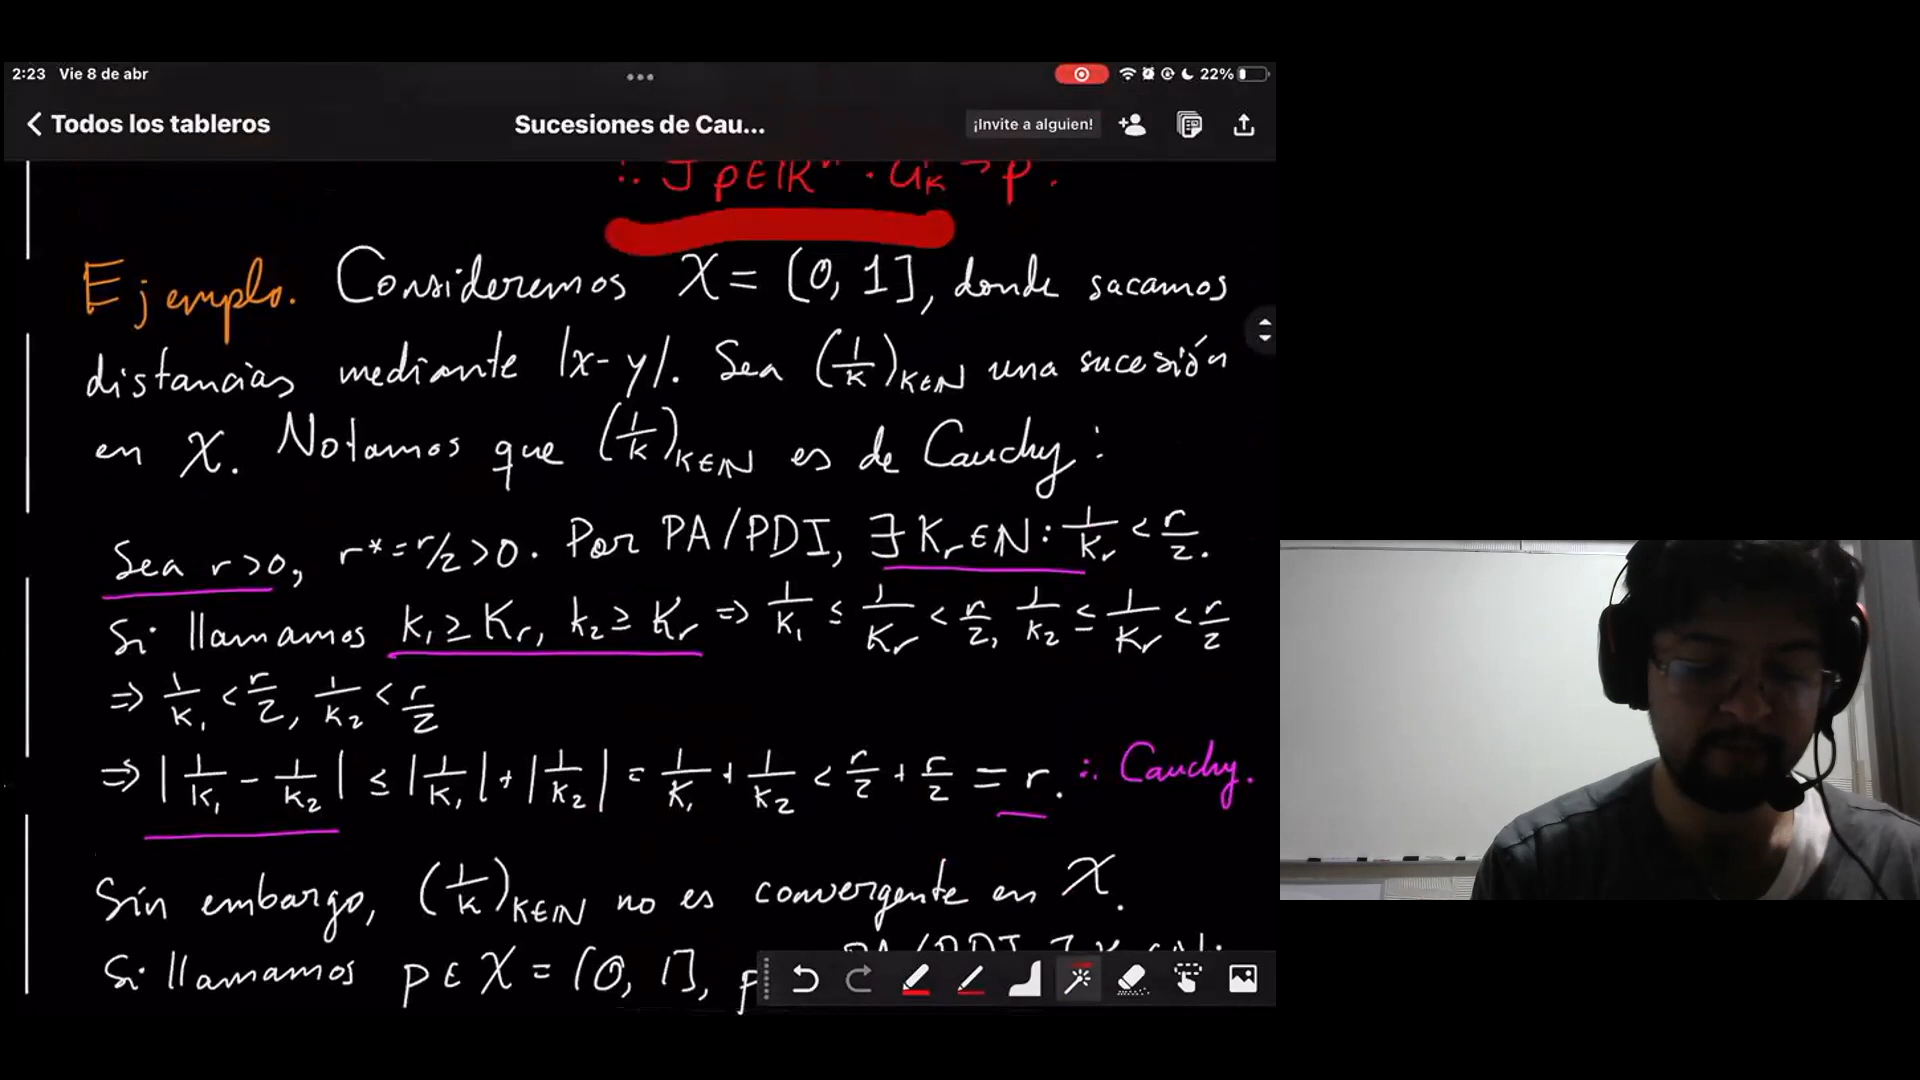 2:23 Vie 8 de abr
22%
Todos los tableros
Sucesiones de Cau...
¡Invite a alguien!
∴ ∃ p∈ℝⁿ · aₖ → p.
Ejemplo. Consideremos X = (0, 1], donde sacamos
distancias mediante |x-y|. Sea (1/k)ₖ∈ℕ una sucesión
en X. Notamos que (1/k)ₖ∈ℕ es de Cauchy:
Sea r>0, r*=r/2>0. Por PA/PDI, ∃ Kr∈ℕ: 1/Kr < r/2.
Si llamamos k₁ ≥ Kr, k₂ ≥ Kr ⇒ 1/k₁ ≤ 1/Kr < r/2, 1/k₂ ≤ 1/Kr < r/2
⇒ 1/k₁ < r/2, 1/k₂ < r/2
⇒ |1/k₁ - 1/k₂| ≤ |1/k₁| + |1/k₂| = 1/k₁ + 1/k₂ < r/2 + r/2 = r. ∴ Cauchy.
Sin embargo, (1/k)ₖ∈ℕ no es convergente en X.
Si llamamos p ∈ X = (0, 1], p